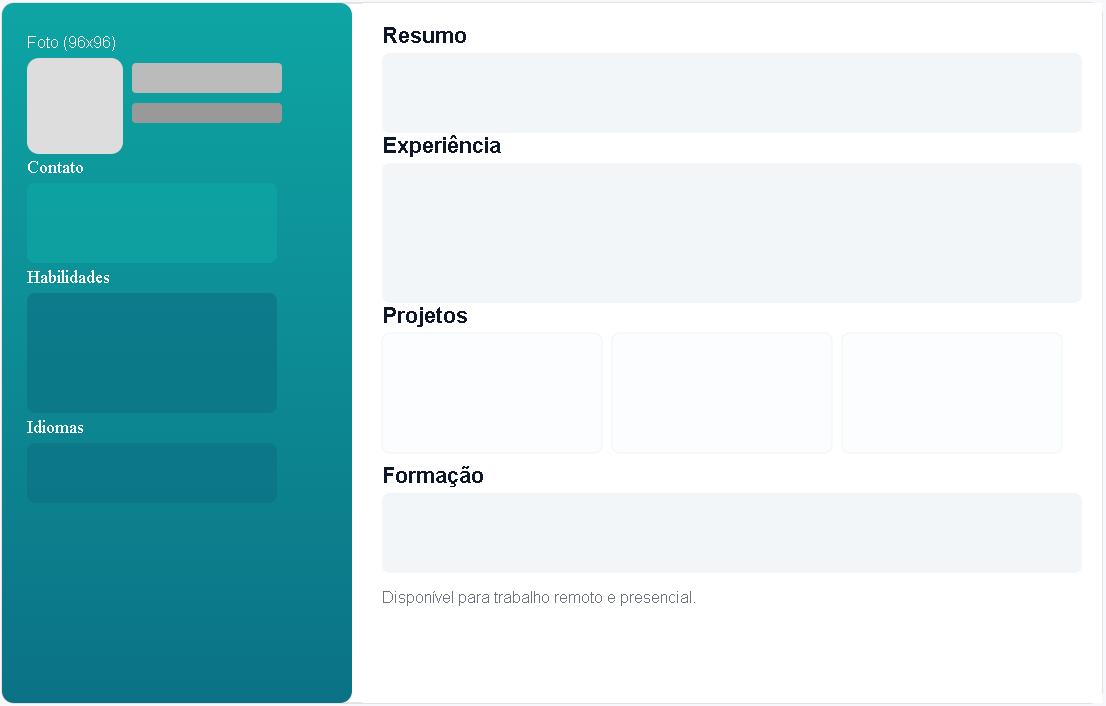 Foto (96x96)
Contato
Habilidades
Idiomas
Resumo
Experiência
Projetos
Formação
Disponível para trabalho remoto e presencial.